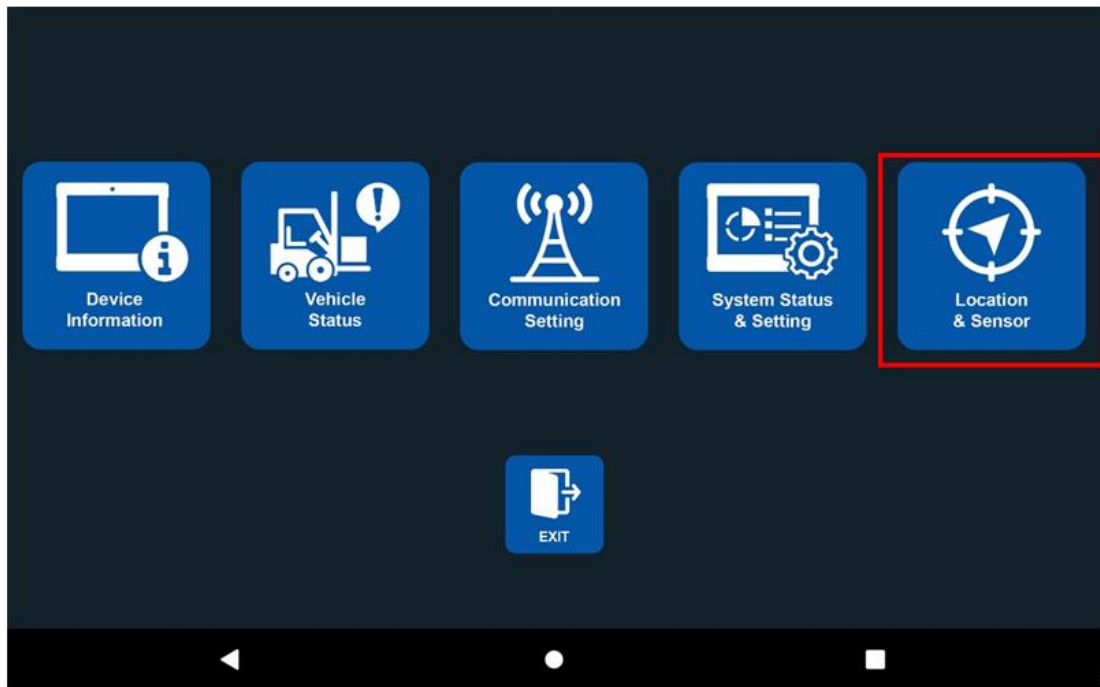 Device
Information
Vehicle
Status
Communication
Setting
System Status
& Setting
Location
& Sensor
EXIT